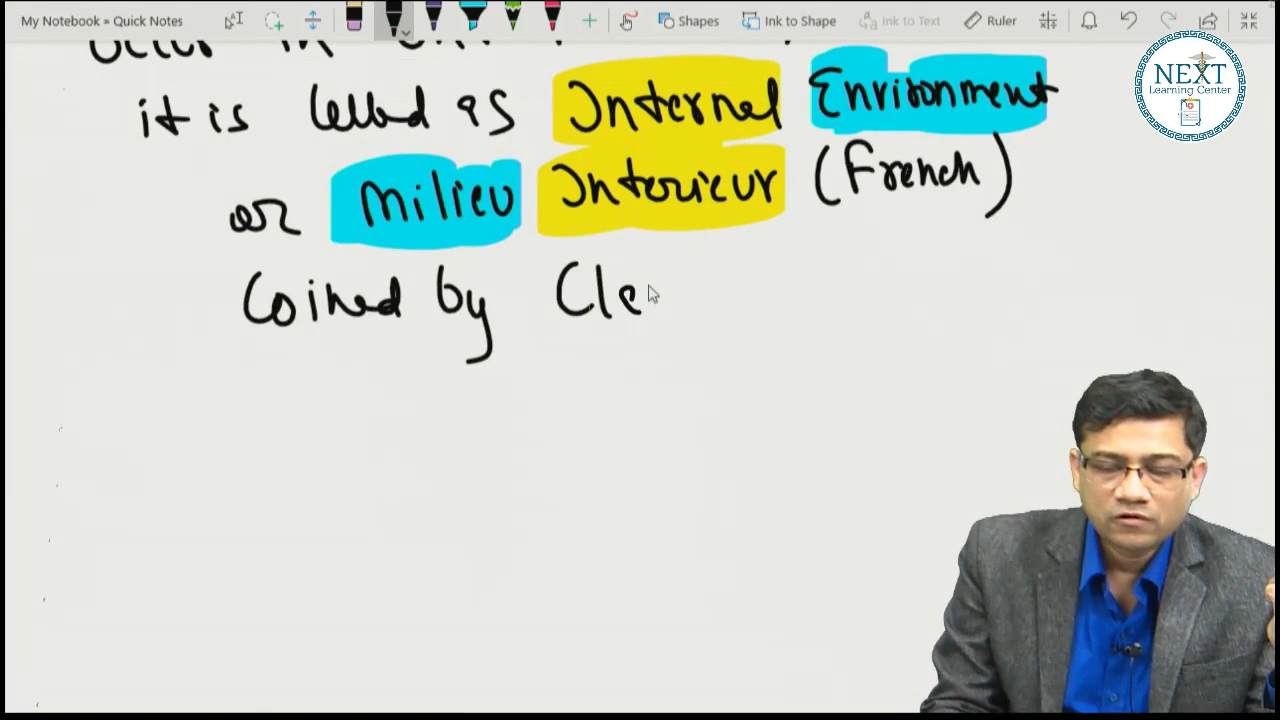 My Notebook » Quick Notes
Shapes
Ink to Shape
Ink to Text
Ruler
NEXT
Learning Center
it is called as Internal Environment
or Milieu Interieur (French)
Coined by Cle